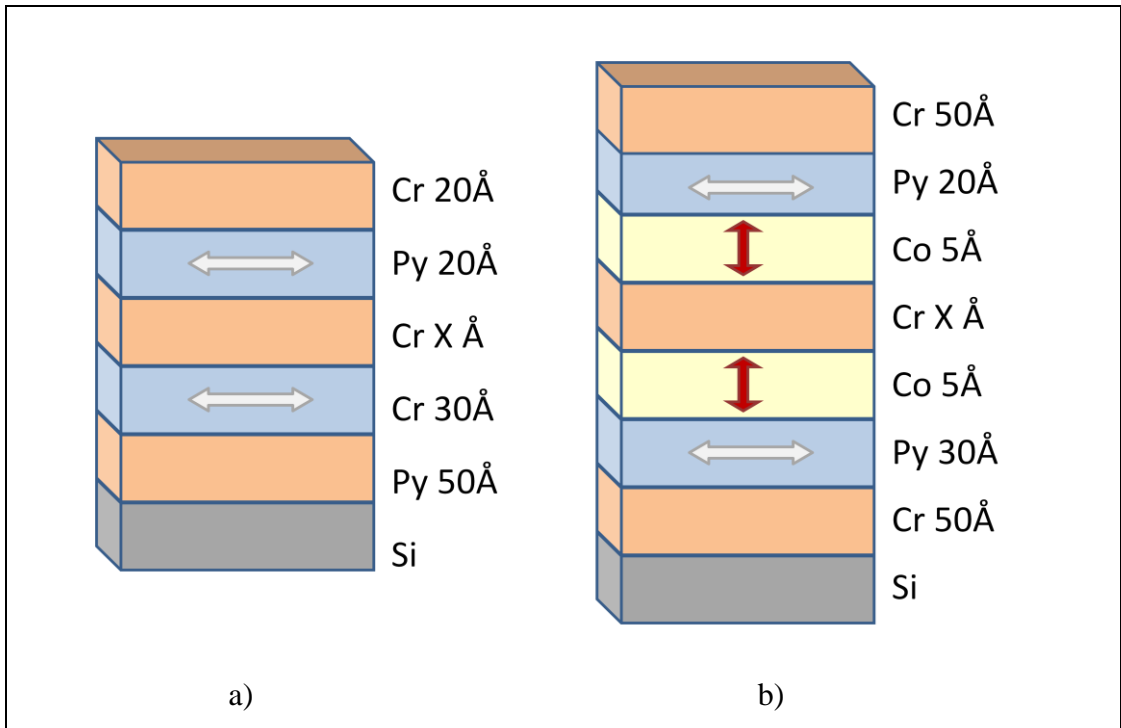 Cr 20Å
Py 20Å
Cr X Å
Cr 30Å
Py 50Å
Si
a)
Cr 50Å
Py 20Å
Co 5Å
Cr X Å
Co 5Å
Py 30Å
Cr 50Å
Si
b)